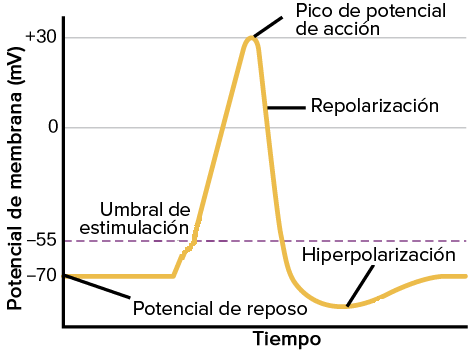 Pico de potencial
de acción
+30
Repolarización
0
Umbral de
estimulación
−55
Hiperpolarización
−70
Potencial de reposo
Potencial de membrana (mV)
Tiempo